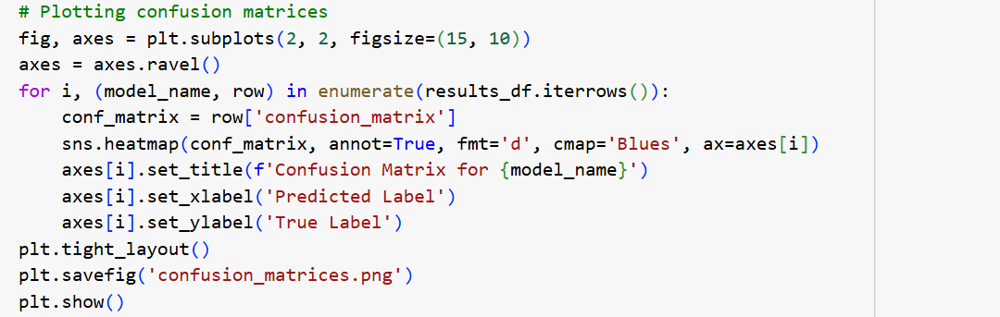 # Plotting confusion matrices
fig, axes = plt.subplots(2, 2, figsize=(15, 10))
axes = axes.ravel()
for i, (model_name, row) in enumerate(results_df.iterrows()):
    conf_matrix = row['confusion_matrix']
    sns.heatmap(conf_matrix, annot=True, fmt='d', cmap='Blues', ax=axes[i])
    axes[i].set_title(f'Confusion Matrix for {model_name}')
    axes[i].set_xlabel('Predicted Label')
    axes[i].set_ylabel('True Label')
plt.tight_layout()
plt.savefig('confusion_matrices.png')
plt.show()